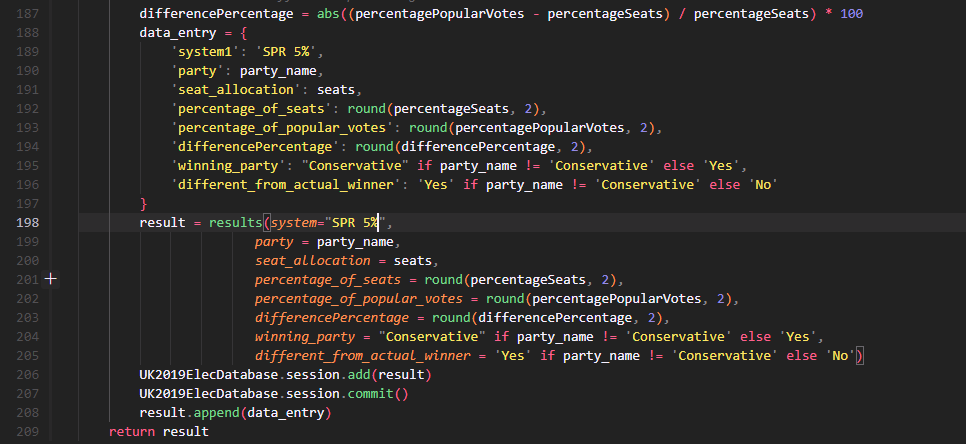 187 differencePercentage = abs((percentagePopularVotes - percentageSeats) / percentageSeats) * 100
188 data_entry = {
189 'system1': 'SPR 5%',
190 'party': party_name,
191 'seat_allocation': seats,
192 'percentage_of_seats': round(percentageSeats, 2),
193 'percentage_of_popular_votes': round(percentagePopularVotes, 2),
194 'differencePercentage': round(differencePercentage, 2),
195 'winning_party': "Conservative" if party_name != 'Conservative' else 'Yes',
196 'different_from_actual_winner': 'Yes' if party_name != 'Conservative' else 'No'
197 }
198 result = results(system="SPR 5%",
199 party = party_name,
200 seat_allocation = seats,
201 percentage_of_seats = round(percentageSeats, 2),
202 percentage_of_popular_votes = round(percentagePopularVotes, 2),
203 differencePercentage = round(differencePercentage, 2),
204 winning_party = "Conservative" if party_name != 'Conservative' else 'Yes',
205 different_from_actual_winner = 'Yes' if party_name != 'Conservative' else 'No')
206 UK2019ElecDatabase.session.add(result)
207 UK2019ElecDatabase.session.commit()
208 result.append(data_entry)
209 return result